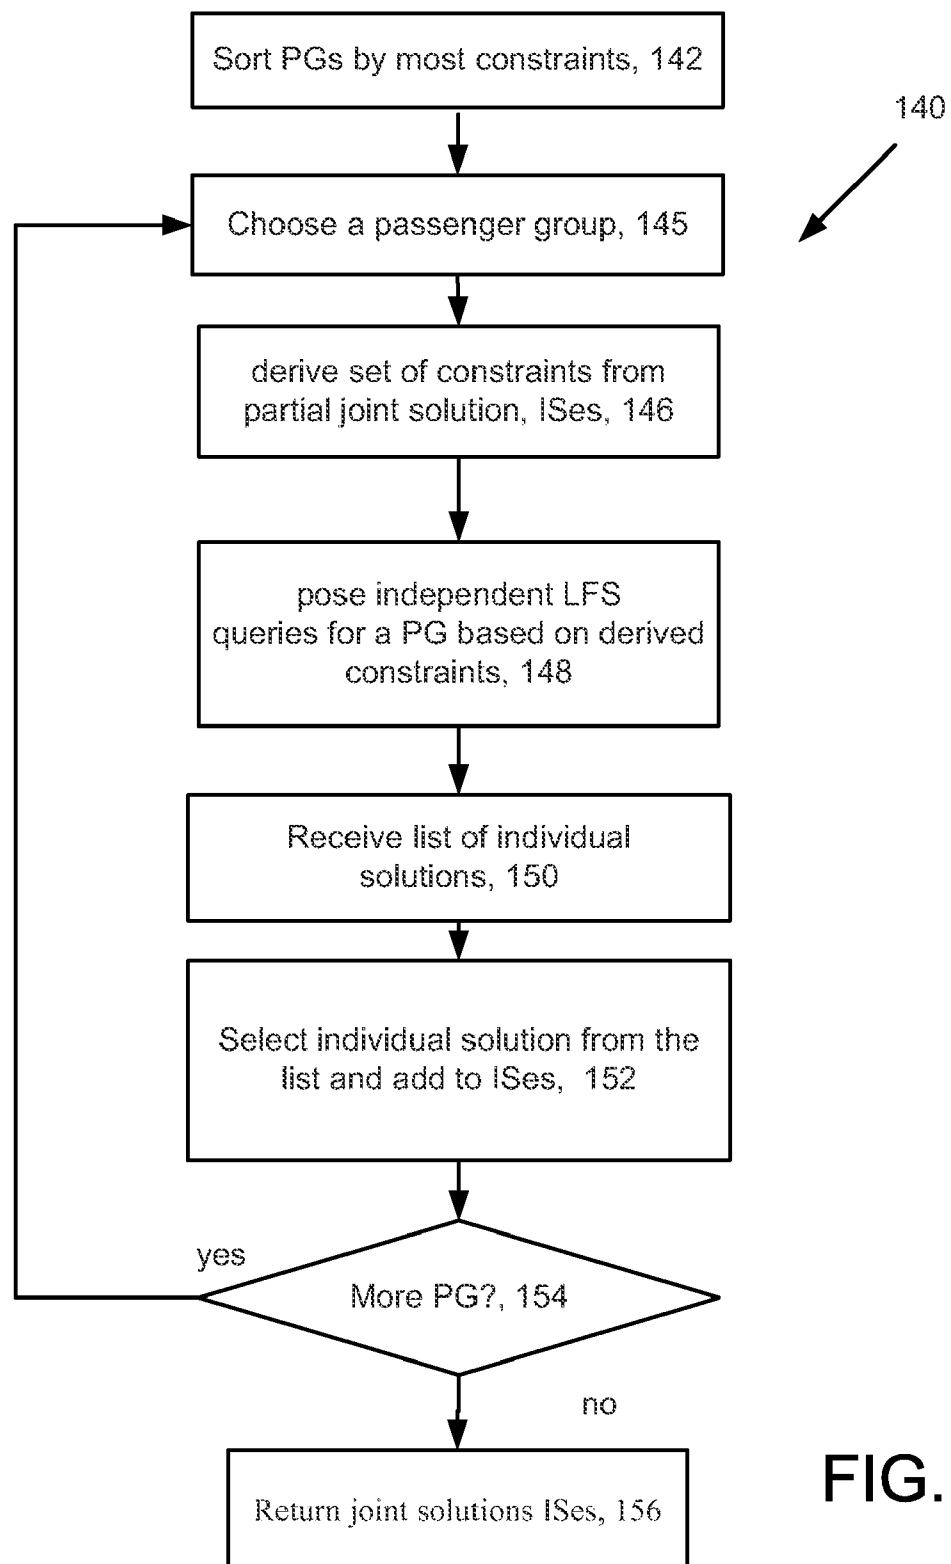 Sort PGs by most constraints, 142
140
Choose a passenger group, 145
derive set of constraints from
partial joint solution, ISes, 146
pose independent LFS
queries for a PG based on derived
constraints, 148
Receive list of individual
solutions, 150
Select individual solution from the
list and add to ISes, 152
yes
More PG?, 154
no
Return joint solutions ISes, 156
FIG.